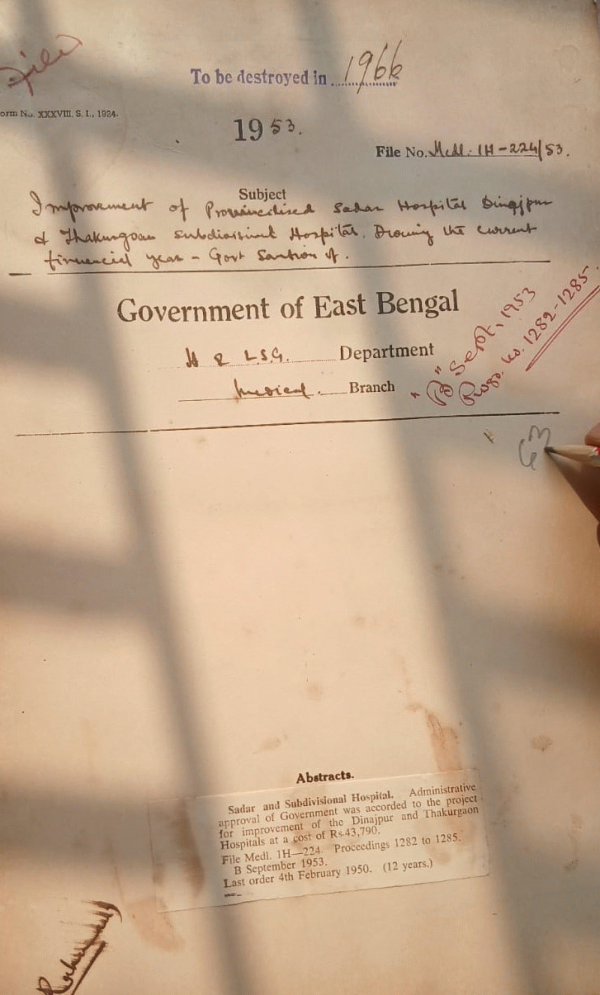 file
To be destroyed in 1966
orm No. XXXVIII. S. I., 1924.
1953.
File No. Medl. 1H-224/53.
Subject
Improvement of Provincialised Sadar Hospital Dinajpur
& Thakurgaon Subdivisional Hospital. During the current
financial year - Govt Sanction of.
Government of East Bengal
H & L.S.G. Department
Medical. Branch
"B" Sept, 1953
Progs. No. 1282-1285.
63
Abstracts.
Sadar and Subdivisional Hospital. Administrative
approval of Government was accorded to the project
for improvement of the Dinajpur and Thakurgaon
Hospitals at a cost of Rs.43,790.
File Medl. 1H—224. Proceedings 1282 to 1285.
B September 1953.
Last order 4th February 1950. (12 years.)